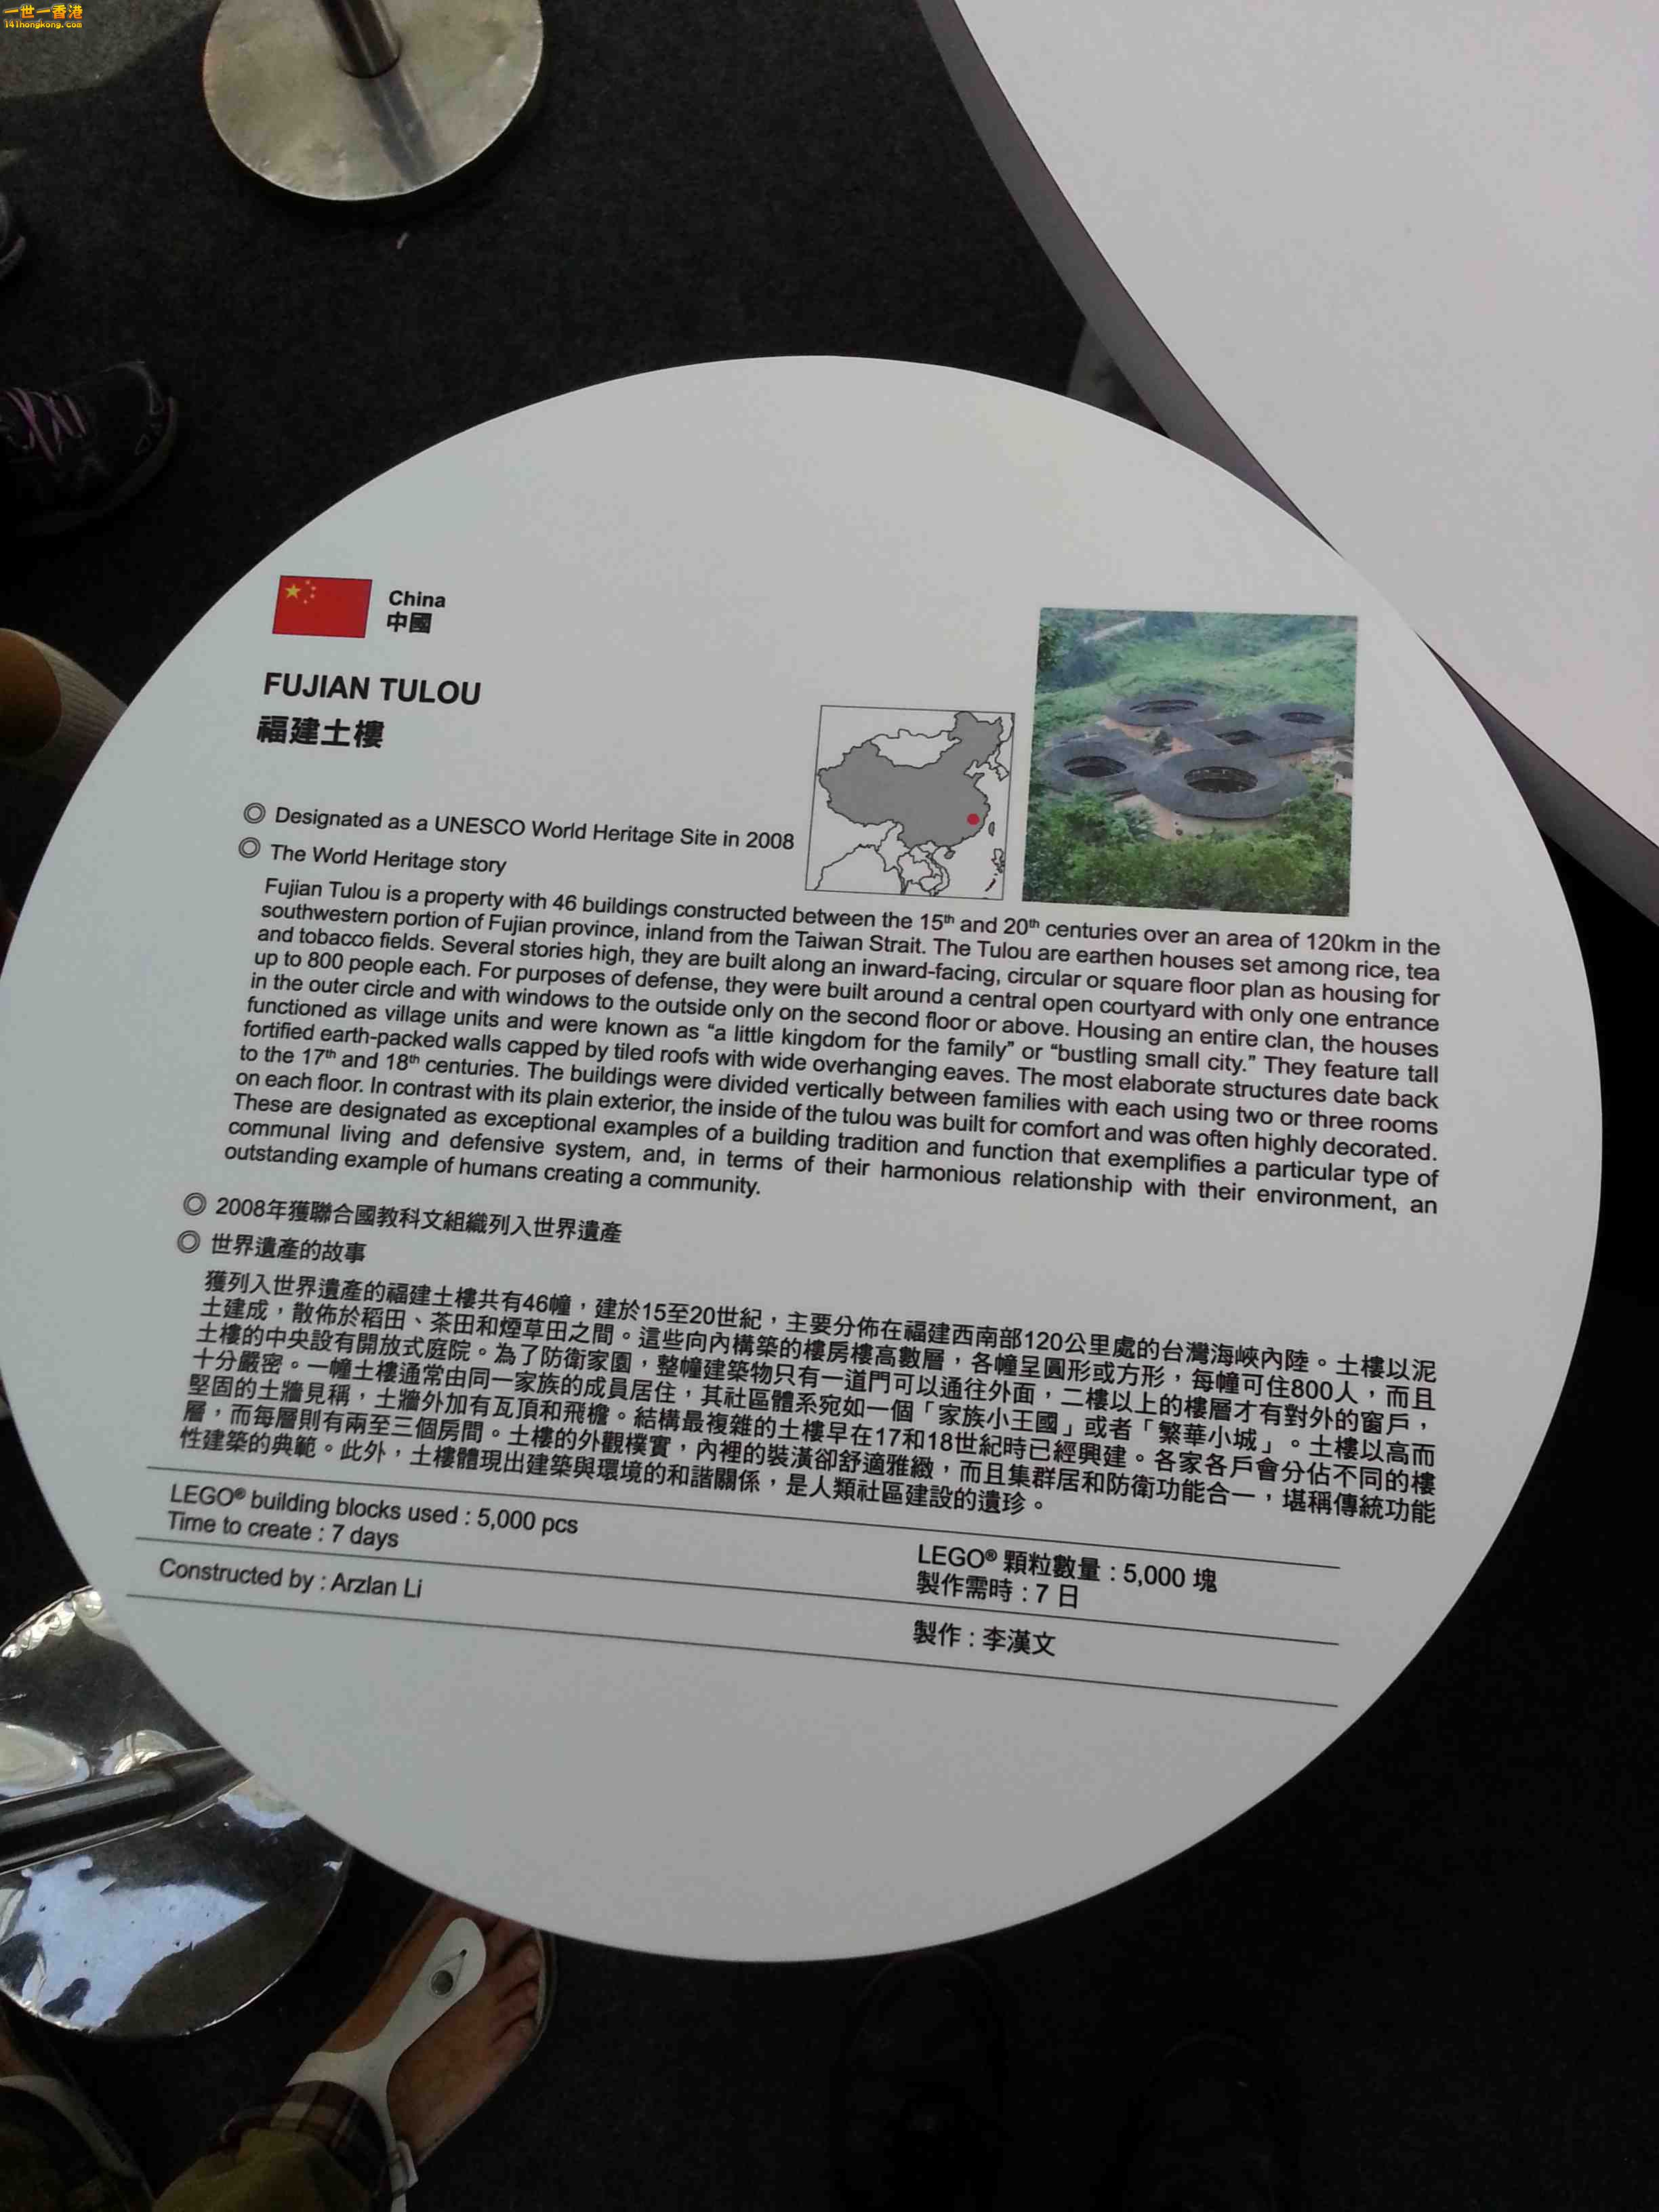 一世一香港
141hongkong.com
China
中國
FUJIAN TULOU
福建土樓
◎ Designated as a UNESCO World Heritage Site in 2008
◎ The World Heritage story
Fujian Tulou is a property with 46 buildings constructed between the 15th and 20th centuries over an area of 120km in the
southwestern portion of Fujian province, inland from the Taiwan Strait. The Tulou are earthen houses set among rice, tea
and tobacco fields. Several stories high, they are built along an inward-facing, circular or square floor plan as housing for
up to 800 people each. For purposes of defense, they were built around a central open courtyard with only one entrance
in the outer circle and with windows to the outside only on the second floor or above. Housing an entire clan, the houses
functioned as village units and were known as “a little kingdom for the family” or “bustling small city.” They feature tall
fortified earth-packed walls capped by tiled roofs with wide overhanging eaves. The most elaborate structures date back
to the 17th and 18th centuries. The buildings were divided vertically between families with each using two or three rooms
on each floor. In contrast with its plain exterior, the inside of the tulou was built for comfort and was often highly decorated.
These are designated as exceptional examples of a building tradition and function that exemplifies a particular type of
communal living and defensive system, and, in terms of their harmonious relationship with their environment, an
outstanding example of humans creating a community.
◎ 2008年獲聯合國教科文組織列入世界遺產
◎ 世界遺產的故事
獲列入世界遺產的福建土樓共有46幢，建於15至20世紀，主要分佈在福建西南部120公里處的台灣海峽內陸。土樓以泥
土建成，散佈於稻田、茶田和煙草田之間。這些向內構築的樓房樓高數層，各幢呈圓形或方形，每幢可住800人，而且
土樓的中央設有開放式庭院。為了防衛家園，整幢建築物只有一道門可以通往外面，二樓以上的樓層才有對外的窗戶，
十分嚴密。一幢土樓通常由同一家族的成員居住，其社區體系宛如一個「家族小王國」或者「繁華小城」。土樓以高而
堅固的土牆見稱，土牆外加有瓦頂和飛檐。結構最複雜的土樓早在17和18世紀時已經興建。各家各戶會分佔不同的樓
層，而每層則有兩至三個房間。土樓的外觀樸實，內裡的裝潢卻舒適雅緻，而且集群居和防衛功能合一，堪稱傳統功能
性建築的典範。此外，土樓體現出建築與環境的和諧關係，是人類社區建設的遺珍。
LEGO® building blocks used : 5,000 pcs
Time to create : 7 days
LEGO® 顆粒數量 : 5,000 塊
製作需時 : 7 日
Constructed by : Arzlan Li
製作 : 李漢文